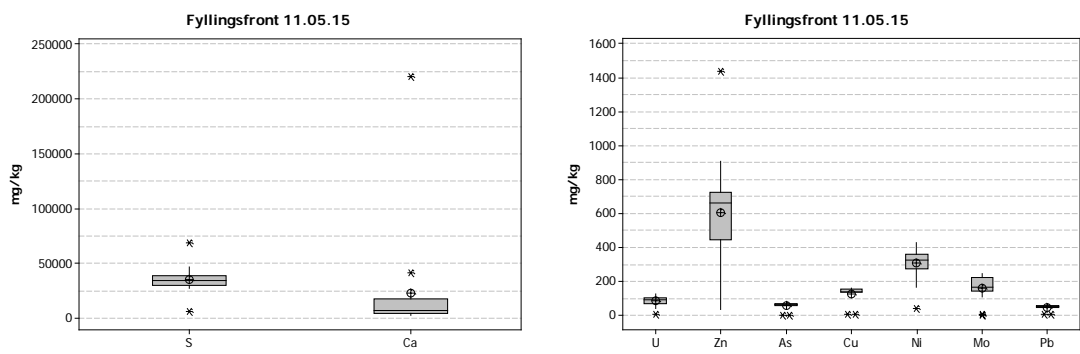 Fyllingsfront 11.05.15
mg/kg
250000
200000
150000
100000
50000
0
S Ca
Fyllingsfront 11.05.15
mg/kg
1600
1400
1200
1000
800
600
400
200
0
U Zn As Cu Ni Mo Pb